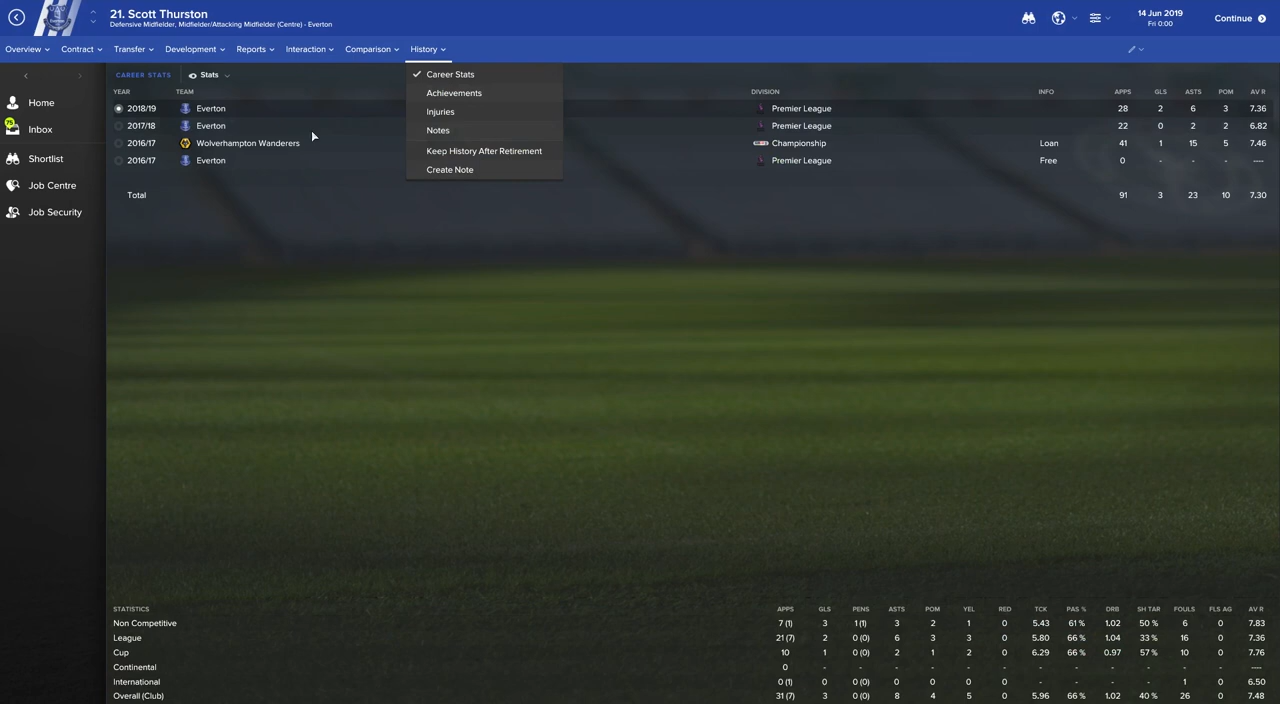 21. Scott Thurston
Defensive Midfielder, Midfielder/Attacking Midfielder (Centre) - Everton
14 Jun 2019
Fri 0:00
Continue
Overview Contract Transfer Development Reports Interaction Comparison History
CAREER STATS Stats
Career Stats
Achievements
Injuries
Notes
Keep History After Retirement
Create Note
Home
75
Inbox
Shortlist
Job Centre
Job Security
YEAR TEAM DIVISION INFO APPS GLS ASTS POM AV R
2018/19 Everton Premier League 28 2 6 3 7.36
2017/18 Everton Premier League 22 0 2 2 6.82
2016/17 Wolverhampton Wanderers Championship Loan 41 1 15 5 7.46
2016/17 Everton Premier League Free 0 - - - ----
Total 91 3 23 10 7.30
STATISTICS APPS GLS PENS ASTS POM YEL RED TCK PAS % DRB SH TAR FOULS FLS AG AV R
Non Competitive 7 (1) 3 1 (1) 3 2 1 0 5.43 61 % 1.02 50 % 6 0 7.83
League 21 (7) 2 0 (0) 6 3 3 0 5.80 66 % 1.04 33 % 16 0 7.36
Cup 10 1 0 (0) 2 1 2 0 6.29 66 % 0.97 57 % 10 0 7.76
Continental 0 - - - - - - - - - - - - ----
International 0 (1) 0 0 (0) 0 0 0 0 - - - - 1 0 6.50
Overall (Club) 31 (7) 3 0 (0) 8 4 5 0 5.96 66 % 1.02 40 % 26 0 7.48